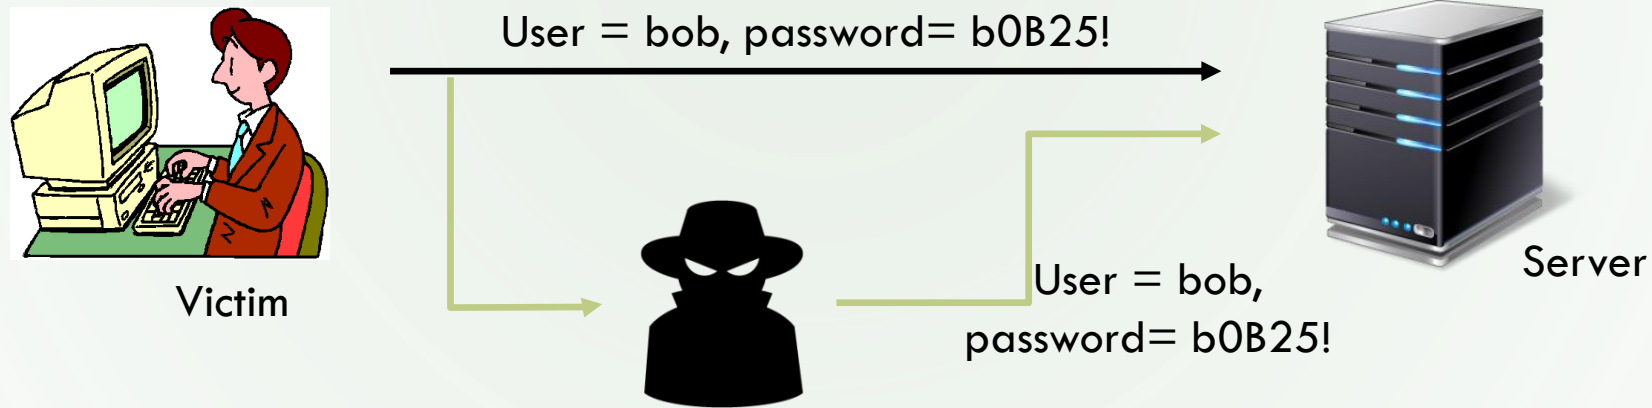 User = bob, password= b0B25!
Server
Victim
User = bob,
password= b0B25!